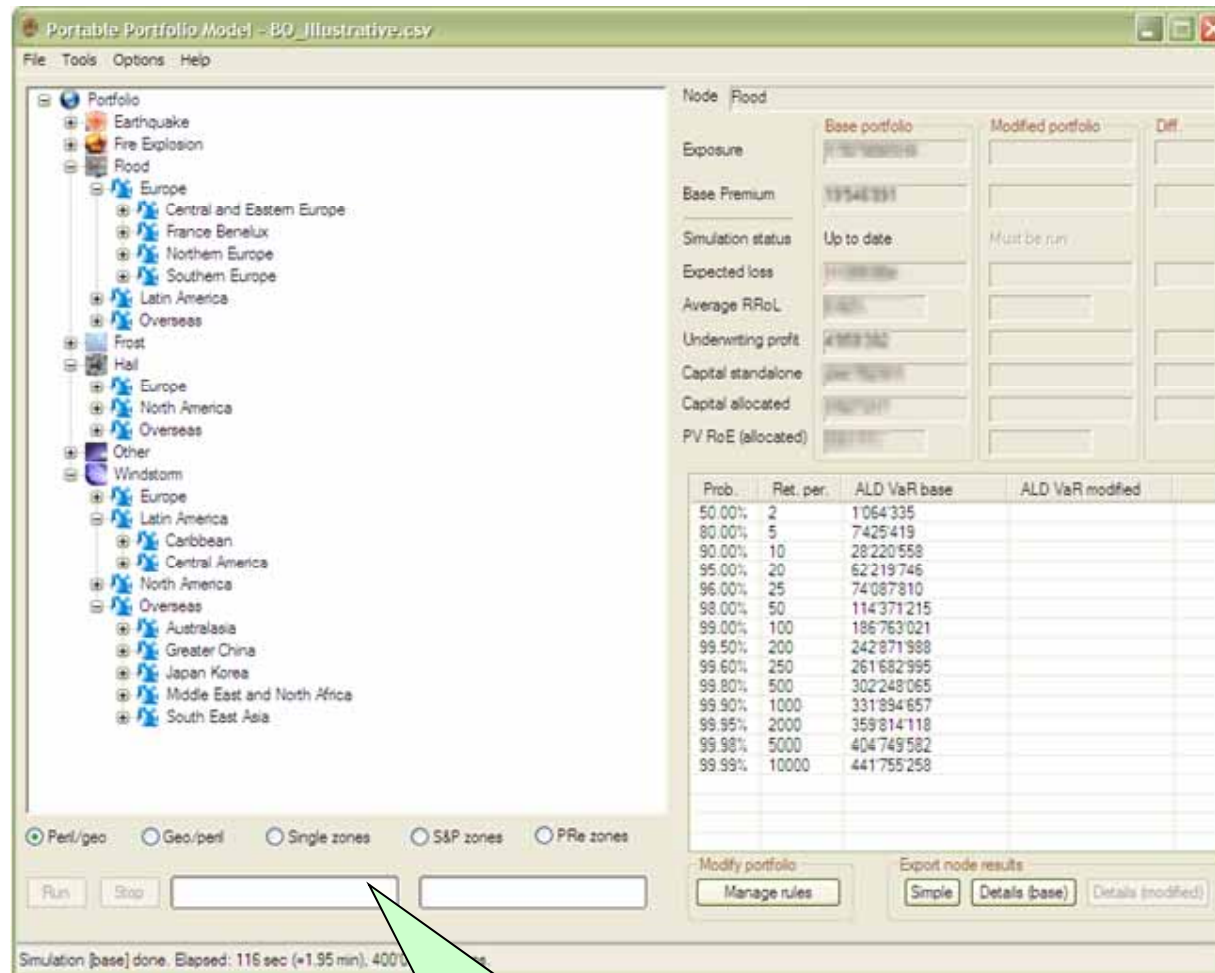 Portable Portfolio Model - BO_Illustrative.csv
File Tools Options Help
Portfolio
Earthquake
Fire Explosion
Flood
Europe
Central and Eastern Europe
France Benelux
Northern Europe
Southern Europe
Latin America
Overseas
Frost
Hail
Europe
North America
Overseas
Other
Windstorm
Europe
Latin America
Caribbean
Central America
North America
Overseas
Australasia
Greater China
Japan Korea
Middle East and North Africa
South East Asia
Peril/geo Geo/peril Single zones S&P zones PRe zones
Run Stop
Node Flood
Base portfolio Modified portfolio Diff.
Exposure
Base Premium
Simulation status Up to date Must be run
Expected loss
Average RRoL
Underwriting profit
Capital standalone
Capital allocated
PV RoE (allocated)
Prob. Ret. per. ALD VaR base ALD VaR modified
50.00% 2 1'064'335
80.00% 5 7'425'419
90.00% 10 28'220'558
95.00% 20 62'219'746
96.00% 25 74'087'810
98.00% 50 114'371'215
99.00% 100 186'763'021
99.50% 200 242'871'988
99.60% 250 261'682'995
99.80% 500 302'248'065
99.90% 1000 331'894'657
99.95% 2000 359'814'118
99.98% 5000 404'749'582
99.99% 10000 441'755'258
Modify portfolio Export node results
Manage rules Simple Details (base) Details (modified)
Simulation [base] done. Elapsed: 116 sec (=1.95 min),